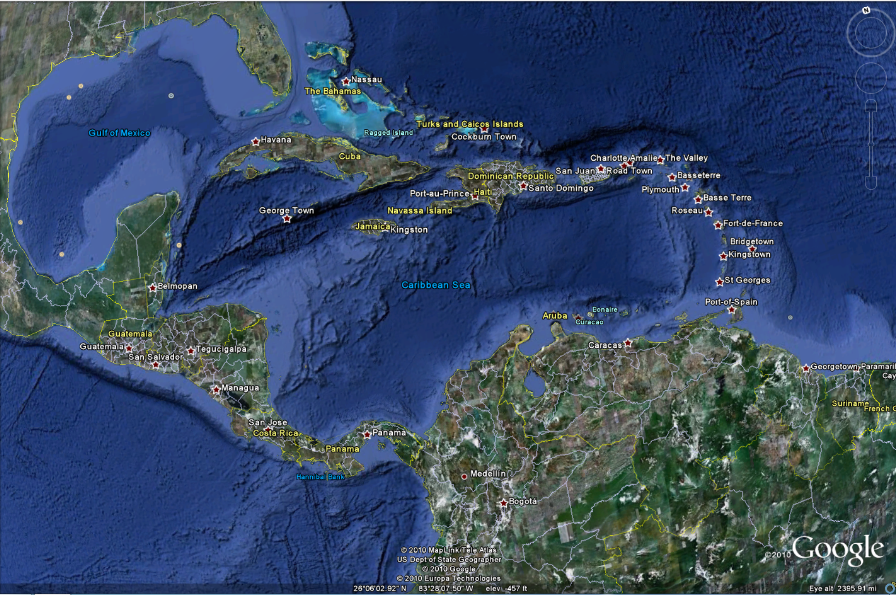 N
Nassau
The Bahamas
Turks and Caicos Islands
Gulf of Mexico
Ragged Island
Cockburn Town
Havana
Cuba
Charlotte Amalie
The Valley
San Juan
Road Town
Dominican Republic
Basseterre
Port-au-Prince
Haiti
Santo Domingo
Plymouth
Basse Terre
George Town
Navassa Island
Roseau
Jamaica
Kingston
Fort-de-France
Bridgetown
Kingstown
Belmopan
Caribbean Sea
St Georges
Port-of-Spain
Aruba
Bonaire
Curacao
Guatemala
Guatemala
Tegucigalpa
San Salvador
Caracas
Georgetown
Paramari
Cay
Managua
Suriname
French G
San Jose
Costa Rica
Panama
Panama
Hannibal Bank
Medellin
Bogota
© 2010 MapLink/Tele Atlas
US Dept of State Geographer
© 2010 Google
© 2010 Europa Technologies
©2010 Google
26°06'02.92" N 83°28'07.50" W elev -457 ft
Eye alt 2395.91 mi